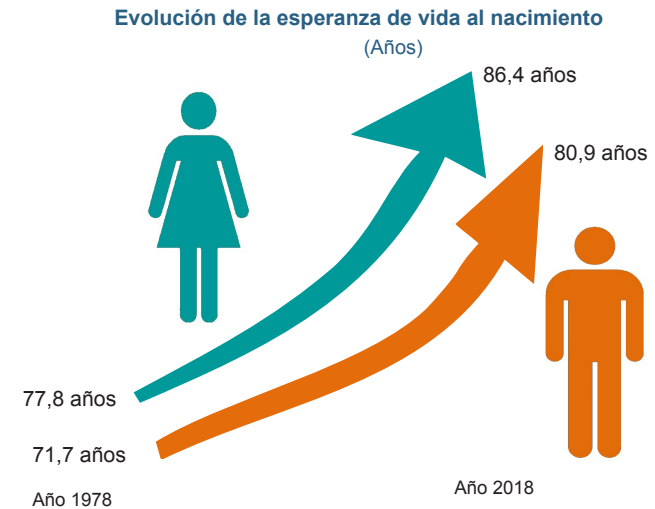 Evolución de la esperanza de vida al nacimiento
(Años)
86,4 años
80,9 años
77,8 años
71,7 años
Año 1978
Año 2018